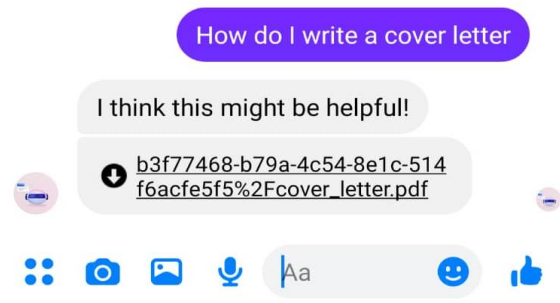 How do I write a cover letter
I think this might be helpful!
b3f77468-b79a-4c54-8e1c-514
f6acfe5f5%2Fcover_letter.pdf
Aa